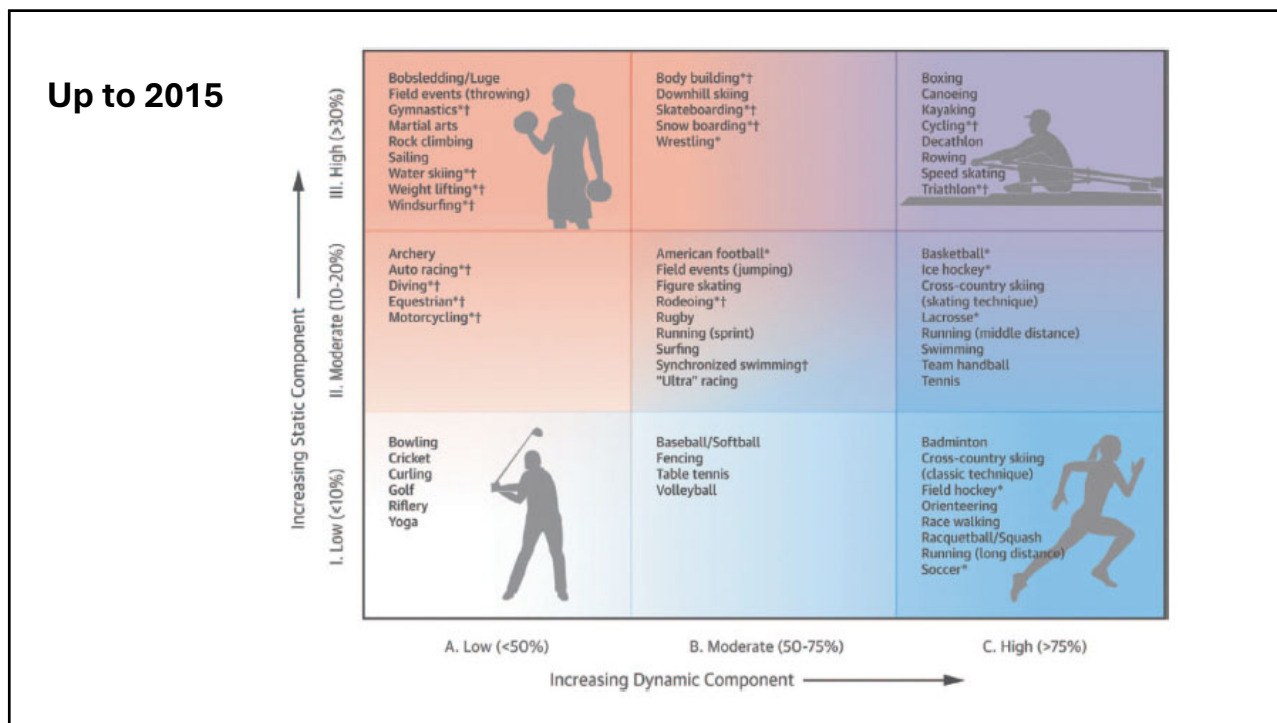 Up to 2015
Increasing Static Component
III. High (>30%)
Bobsledding/Luge
Field events (throwing)
Gymnastics*†
Martial arts
Rock climbing
Sailing
Water skiing*†
Weight lifting*†
Windsurfing*†
Body building*†
Downhill skiing
Skateboarding*†
Snow boarding*†
Wrestling*
Boxing
Canoeing
Kayaking
Cycling*†
Decathlon
Rowing
Speed skating
Triathlon*†
II. Moderate (10-20%)
Archery
Auto racing*†
Diving*†
Equestrian*†
Motorcycling*†
American football*
Field events (jumping)
Figure skating
Rodeoing*†
Rugby
Running (sprint)
Surfing
Synchronized swimming†
"Ultra" racing
Basketball*
Ice hockey*
Cross-country skiing
(skating technique)
Lacrosse*
Running (middle distance)
Swimming
Team handball
Tennis
I. Low (<10%)
Bowling
Cricket
Curling
Golf
Riflery
Yoga
Baseball/Softball
Fencing
Table tennis
Volleyball
Badminton
Cross-country skiing
(classic technique)
Field hockey*
Orienteering
Race walking
Racquetball/Squash
Running (long distance)
Soccer*
A. Low (<50%)
B. Moderate (50-75%)
C. High (>75%)
Increasing Dynamic Component